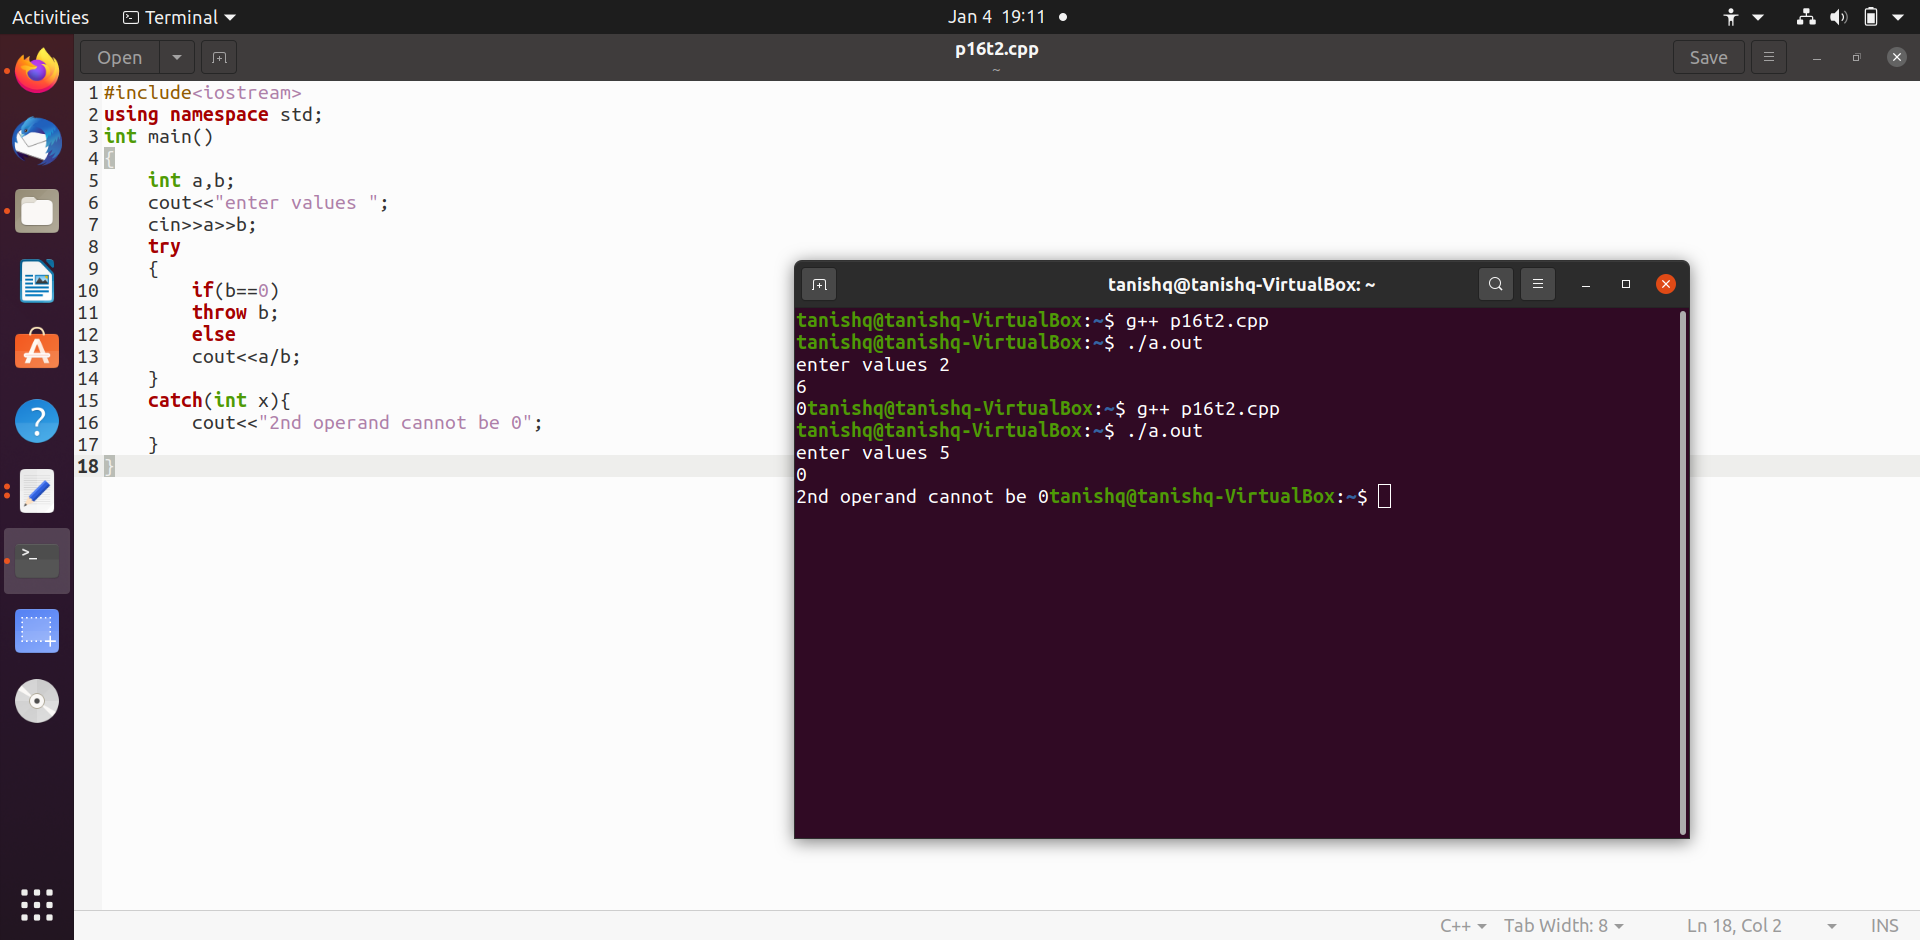 Activities
Terminal
Jan 4 19:11
Open
p16t2.cpp
~
Save
1 #include<iostream>
2 using namespace std;
3 int main()
4 {
5     int a,b;
6     cout<<"enter values ";
7     cin>>a>>b;
8     try
9     {
10         if(b==0)
11         throw b;
12         else
13         cout<<a/b;
14     }
15     catch(int x){
16         cout<<"2nd operand cannot be 0";
17     }
18 }
tanishq@tanishq-VirtualBox: ~
tanishq@tanishq-VirtualBox:~$ g++ p16t2.cpp
tanishq@tanishq-VirtualBox:~$ ./a.out
enter values 2
6
0tanishq@tanishq-VirtualBox:~$ g++ p16t2.cpp
tanishq@tanishq-VirtualBox:~$ ./a.out
enter values 5
0
2nd operand cannot be 0tanishq@tanishq-VirtualBox:~$
C++
Tab Width: 8
Ln 18, Col 2
INS